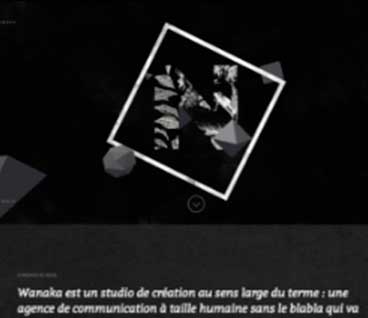 Wanaka est un studio de création au sens large du terme : une
agence de communication à taille humaine sans le blabla qui va